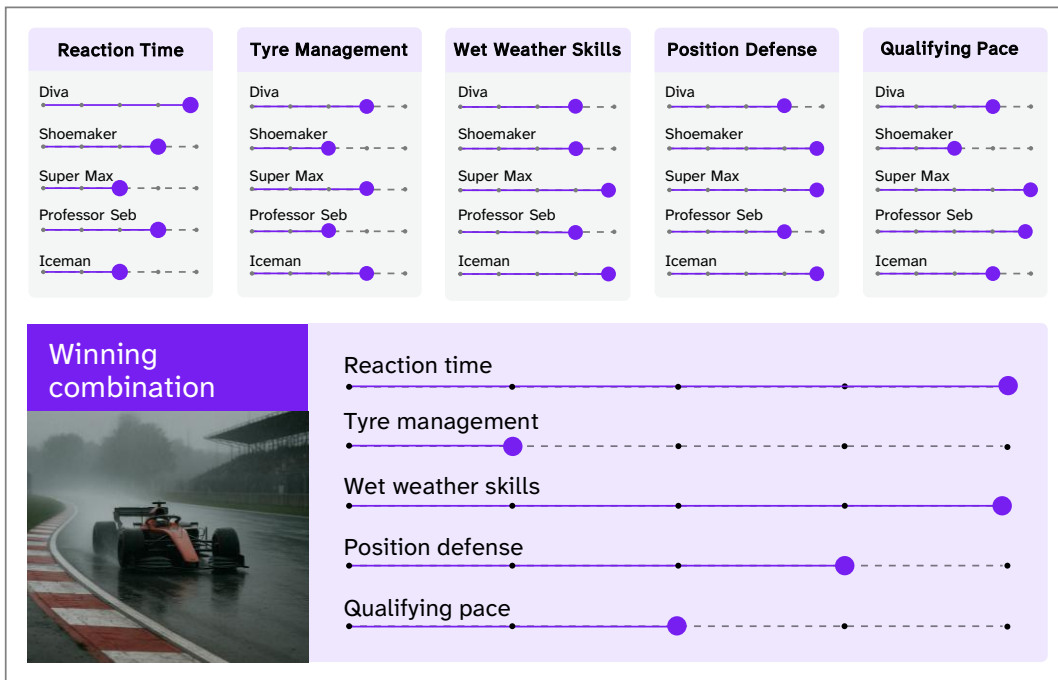 Reaction Time
Diva
Shoemaker
Super Max
Professor Seb
Iceman
Tyre Management
Diva
Shoemaker
Super Max
Professor Seb
Iceman
Wet Weather Skills
Diva
Shoemaker
Super Max
Professor Seb
Iceman
Position Defense
Diva
Shoemaker
Super Max
Professor Seb
Iceman
Qualifying Pace
Diva
Shoemaker
Super Max
Professor Seb
Iceman
Winning
combination
Reaction time
Tyre management
Wet weather skills
Position defense
Qualifying pace